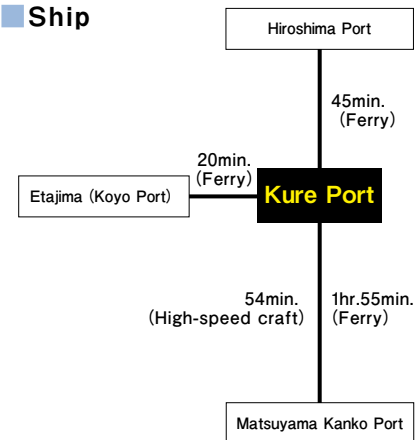 Ship
Hiroshima Port
45min.
(Ferry)
20min.
(Ferry)
Etajima (Koyo Port)
Kure Port
54min.
(High-speed craft)
1hr.55min.
(Ferry)
Matsuyama Kanko Port